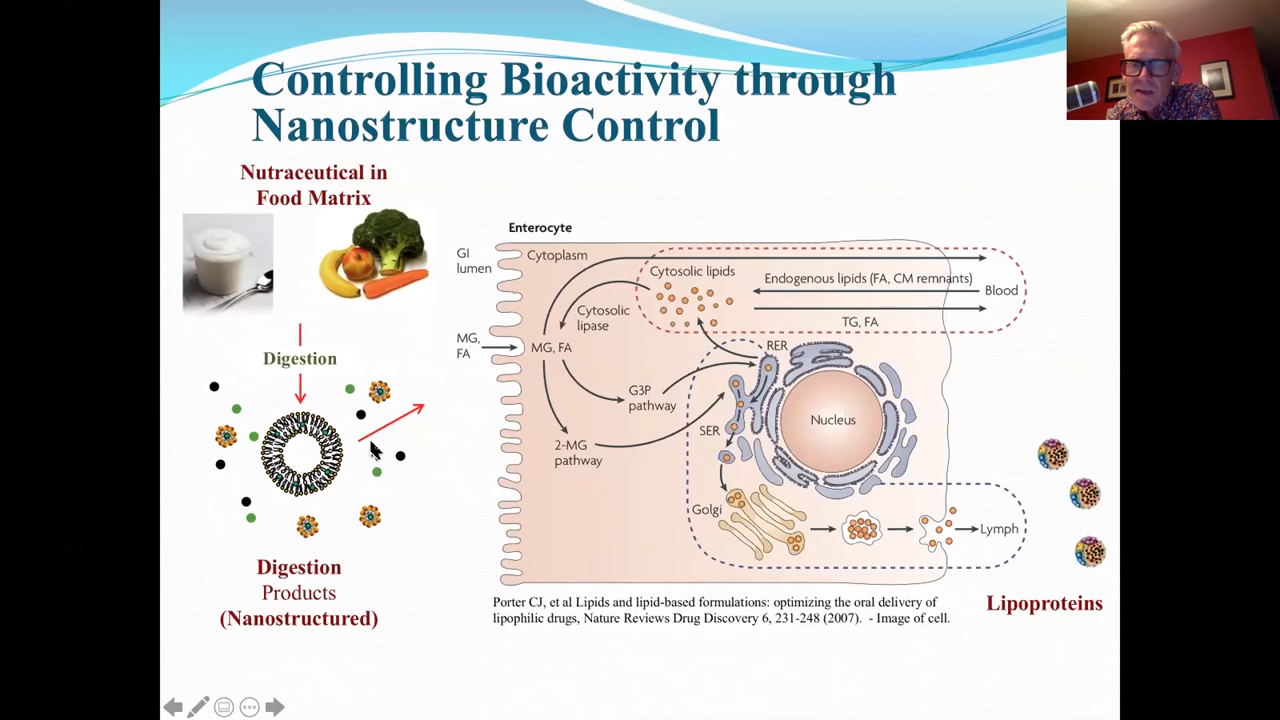 Controlling Bioactivity through
Nanostructure Control
Nutraceutical in
Food Matrix
Digestion
Digestion
Products
(Nanostructured)
Enterocyte
GI
lumen
Cytoplasm
Cytosolic lipids
Endogenous lipids (FA, CM remnants)
Blood
Cytosolic
lipase
TG, FA
MG,
FA
MG, FA
RER
G3P
pathway
Nucleus
SER
2-MG
pathway
Golgi
Lymph
Porter CJ, et al Lipids and lipid-based formulations: optimizing the oral delivery of
lipophilic drugs, Nature Reviews Drug Discovery 6, 231-248 (2007).  - Image of cell.
Lipoproteins